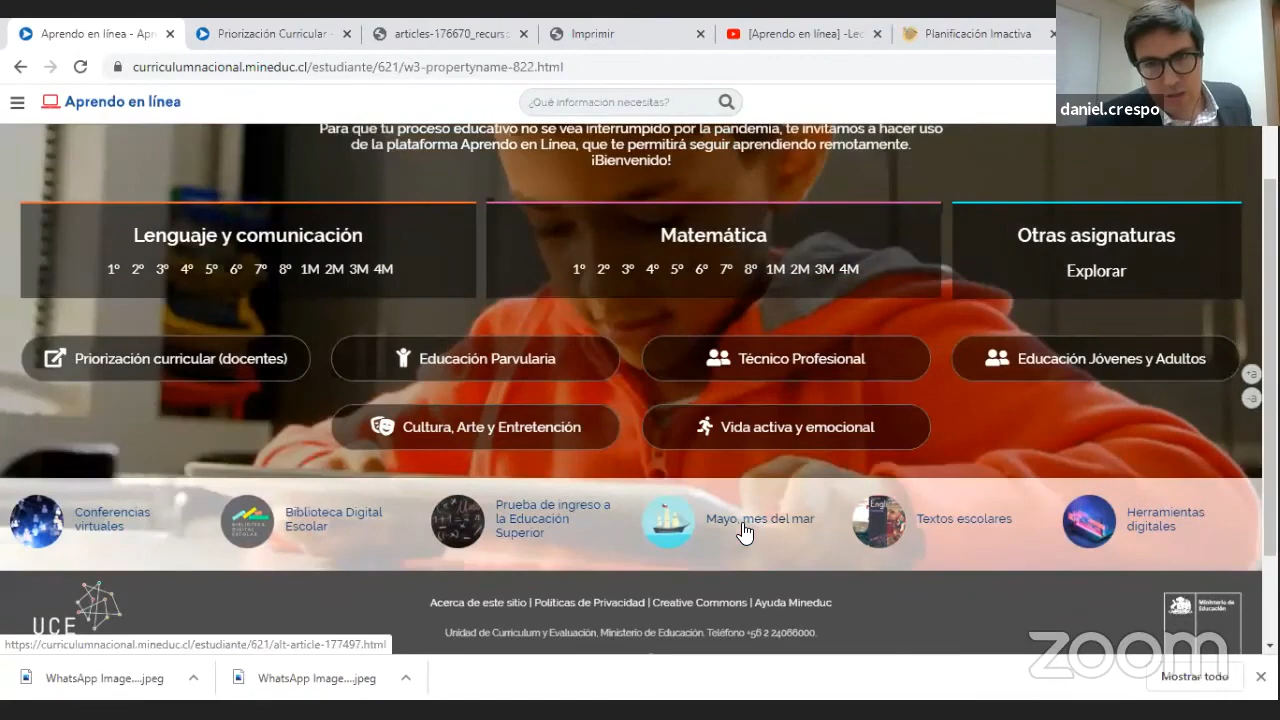 Aprendo en línea - Apr
Priorización Curricular -
articles-176670_recurs
Imprimir
[Aprendo en línea] -Lec
Planificación Imactiva
curriculumnacional.mineduc.cl/estudiante/621/w3-propertyname-822.html
daniel.crespo
Aprendo en línea
¿Qué información necesitas?
Para que tu proceso educativo no se vea interrumpido por la pandemia, te invitamos a hacer uso
de la plataforma Aprendo en Línea, que te permitirá seguir aprendiendo remotamente.
¡Bienvenido!
Lenguaje y comunicación
1° 2° 3° 4° 5° 6° 7° 8° 1M 2M 3M 4M
Matemática
1° 2° 3° 4° 5° 6° 7° 8° 1M 2M 3M 4M
Otras asignaturas
Explorar
Priorización curricular (docentes)
Educación Parvularia
Técnico Profesional
Educación Jóvenes y Adultos
+a
-a
Cultura, Arte y Entretención
Vida activa y emocional
Conferencias
virtuales
Biblioteca Digital
Escolar
Prueba de ingreso a
la Educación
Superior
Mayo, mes del mar
Textos escolares
Herramientas
digitales
UCE
Acerca de este sitio | Políticas de Privacidad | Creative Commons | Ayuda Mineduc
Unidad de Curriculum y Evaluación, Ministerio de Educación. Teléfono +56 2 24066000.
Ministerio de
Educación
https://curriculumnacional.mineduc.cl/estudiante/621/alt-article-177497.html
zoom
WhatsApp Image....jpeg
WhatsApp Image....jpeg
Mostrar todo